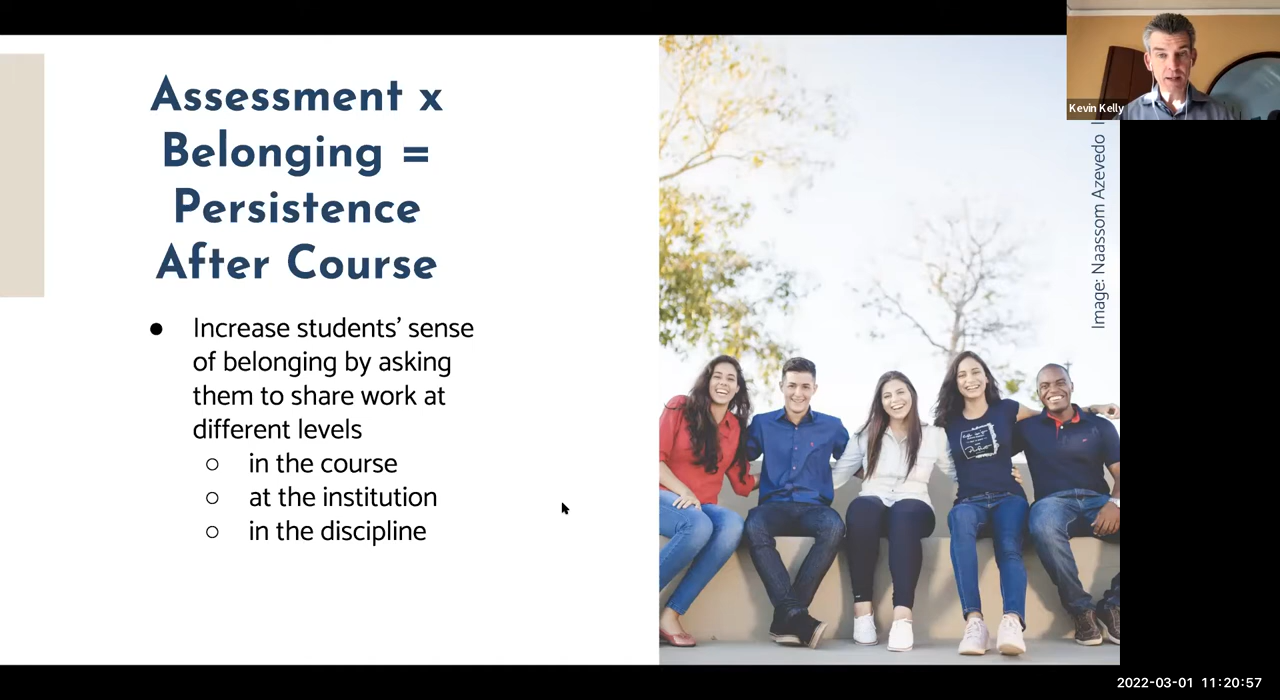 Assessment x
Belonging =
Persistence
After Course
● Increase students’ sense
of belonging by asking
them to share work at
different levels
○ in the course
○ at the institution
○ in the discipline
Image: Naassom Azevedo
Kevin Kelly
2022-03-01 11:20:57